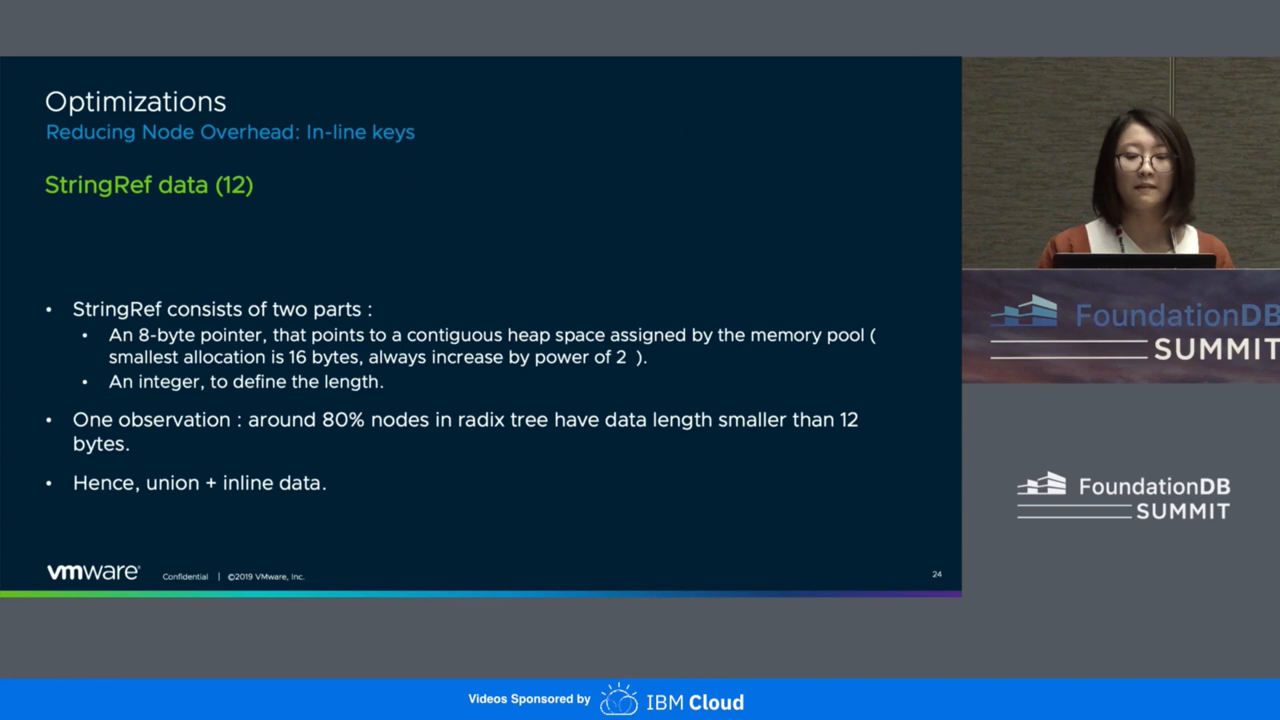 Optimizations
Reducing Node Overhead: In-line keys
StringRef data (12)
• StringRef consists of two parts :
• An 8-byte pointer, that points to a contiguous heap space assigned by the memory pool (
smallest allocation is 16 bytes, always increase by power of 2 ).
• An integer, to define the length.
• One observation : around 80% nodes in radix tree have data length smaller than 12
bytes.
• Hence, union + inline data.
vmware Confidential | ©2019 VMware, Inc.
24
FoundationDB
SUMMIT
FoundationDB
SUMMIT
Videos Sponsored by IBM Cloud